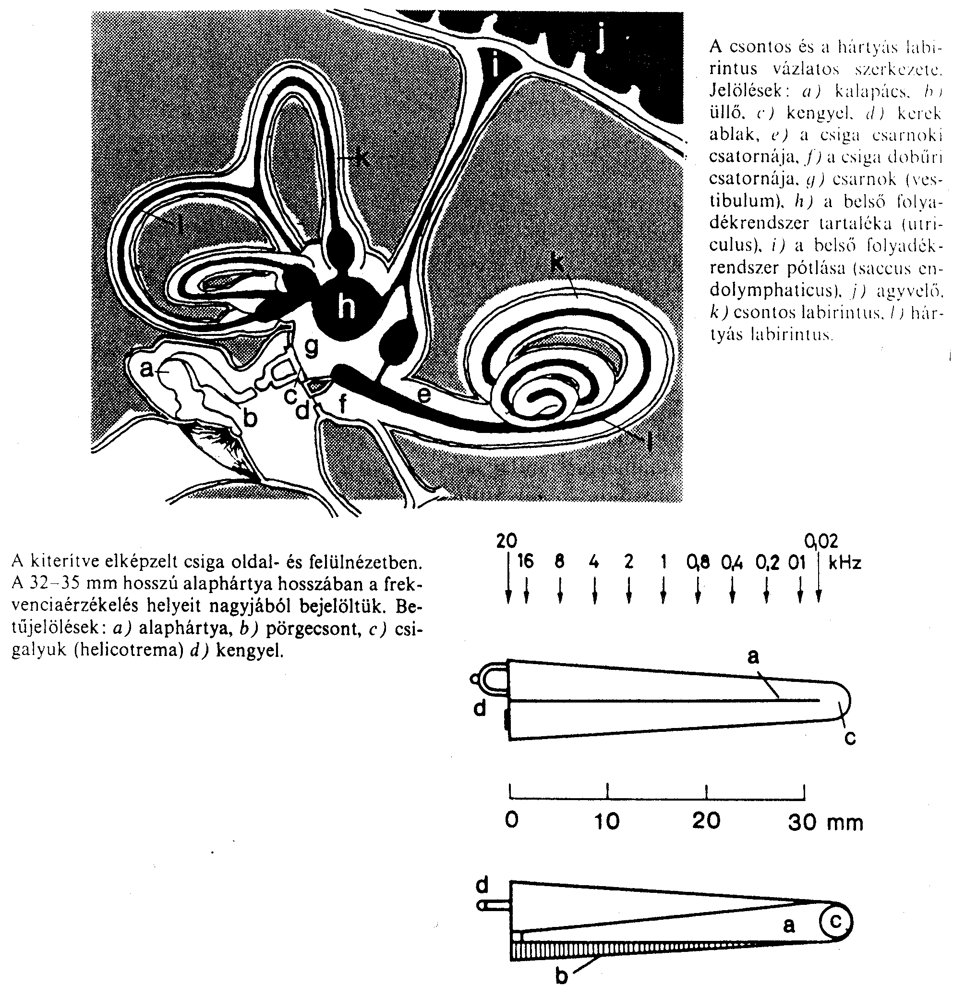 j
i
k
l
k
h
g
a
c
e
b
d
f
l
A csontos és a hártyás labi-
rintus vázlatos szerkezete.
Jelölések: a) kalapács, b)
üllő, c) kengyel, d) kerek
ablak, e) a csiga csarnoki
csatornája, f) a csiga dobűri
csatornája, g) csarnok (ves-
tibulum), h) a belső folya-
dékrendszer tartaléka (utri-
culus), i) a belső folyadék-
rendszer pótlása (saccus en-
dolymphaticus), j) agyvelő,
k) csontos labirintus, l) hár-
tyás labirintus.
A kiterítve elképzelt csiga oldal- és felülnézetben.
A 32-35 mm hosszú alaphártya hosszában a frek-
venciaérzékelés helyeit nagyjából bejelöltük. Be-
tűjelölések: a) alaphártya, b) pörgecsont, c) csi-
galyuk (helicotrema) d) kengyel.
20 0,02
16 8 4 2 1 0,8 0,4 0,2 01 kHz
a
d
c
0 10 20 30 mm
d
a c
b